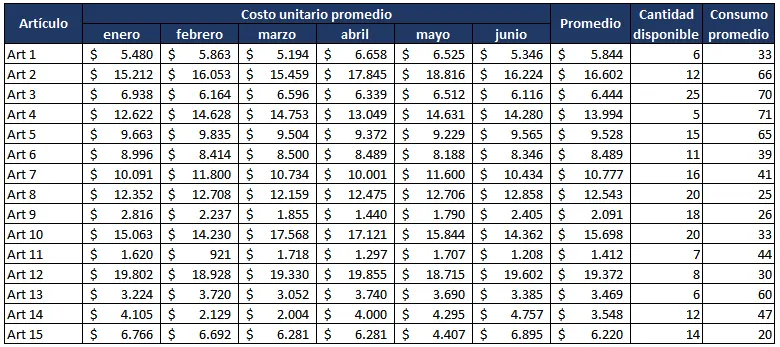 Artículo Costo unitario promedio Promedio Cantidad disponible Consumo promedio
enero febrero marzo abril mayo junio
Art 1 $ 5.480 $ 5.863 $ 5.194 $ 6.658 $ 6.525 $ 5.346 $ 5.844 6 33
Art 2 $ 15.212 $ 16.053 $ 15.459 $ 17.845 $ 18.816 $ 16.224 $ 16.602 12 66
Art 3 $ 6.938 $ 6.164 $ 6.596 $ 6.339 $ 6.512 $ 6.116 $ 6.444 25 70
Art 4 $ 12.622 $ 14.628 $ 14.753 $ 13.049 $ 14.631 $ 14.280 $ 13.994 5 71
Art 5 $ 9.663 $ 9.835 $ 9.504 $ 9.372 $ 9.229 $ 9.565 $ 9.528 15 65
Art 6 $ 8.996 $ 8.414 $ 8.500 $ 8.489 $ 8.188 $ 8.346 $ 8.489 11 39
Art 7 $ 10.091 $ 11.800 $ 10.734 $ 10.001 $ 11.600 $ 10.434 $ 10.777 16 41
Art 8 $ 12.352 $ 12.708 $ 12.159 $ 12.475 $ 12.706 $ 12.858 $ 12.543 20 25
Art 9 $ 2.816 $ 2.237 $ 1.855 $ 1.440 $ 1.790 $ 2.405 $ 2.091 18 26
Art 10 $ 15.063 $ 14.230 $ 17.568 $ 17.121 $ 15.844 $ 14.362 $ 15.698 20 33
Art 11 $ 1.620 $ 921 $ 1.718 $ 1.297 $ 1.707 $ 1.208 $ 1.412 7 44
Art 12 $ 19.802 $ 18.928 $ 19.330 $ 19.855 $ 18.715 $ 19.602 $ 19.372 8 30
Art 13 $ 3.224 $ 3.720 $ 3.052 $ 3.740 $ 3.690 $ 3.385 $ 3.469 6 60
Art 14 $ 4.105 $ 2.129 $ 2.004 $ 4.000 $ 4.295 $ 4.757 $ 3.548 12 47
Art 15 $ 6.766 $ 6.692 $ 6.281 $ 6.281 $ 4.407 $ 6.895 $ 6.220 14 20